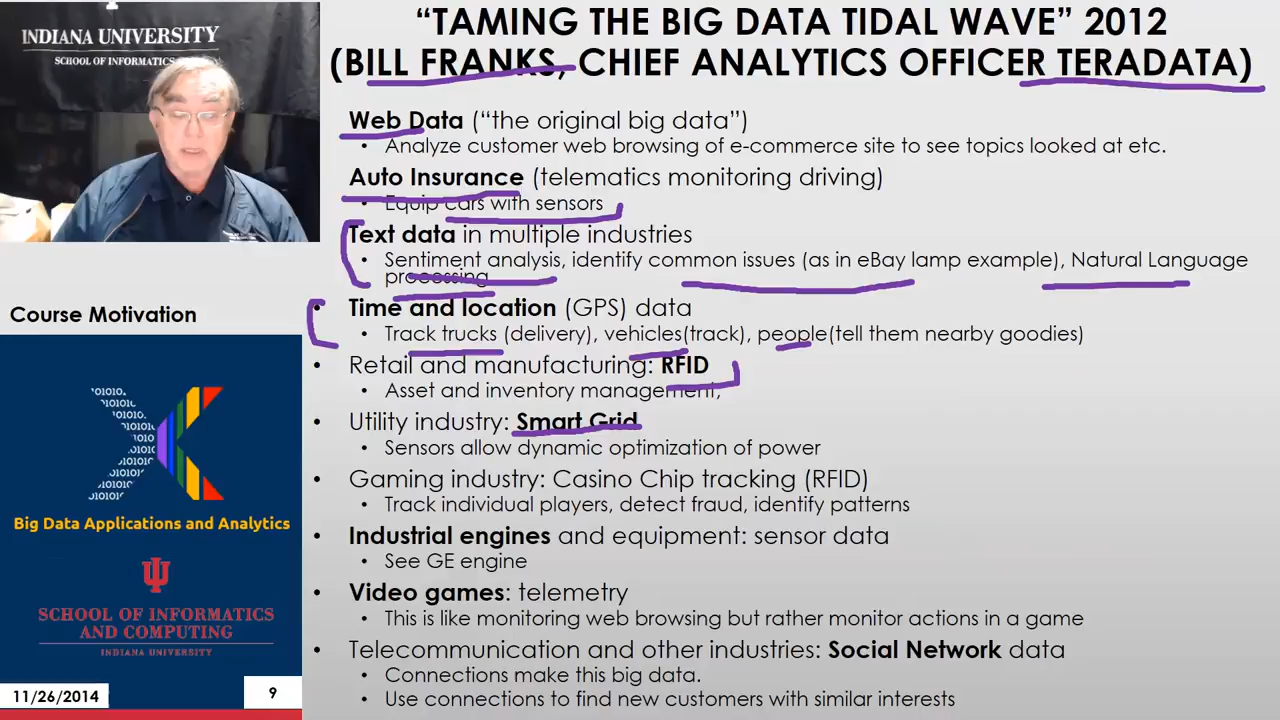 INDIANA UNIVERSITY
SCHOOL OF INFORMATICS
“TAMING THE BIG DATA TIDAL WAVE” 2012
(BILL FRANKS, CHIEF ANALYTICS OFFICER TERADATA)
Web Data (“the original big data”)
• Analyze customer web browsing of e-commerce site to see topics looked at etc.
Auto Insurance (telematics monitoring driving)
• Equip cars with sensors
Text data in multiple industries
• Sentiment analysis, identify common issues (as in eBay lamp example), Natural Language
processing
• Time and location (GPS) data
• Track trucks (delivery), vehicles(track), people(tell them nearby goodies)
• Retail and manufacturing: RFID
• Asset and inventory management,
• Utility industry: Smart Grid
• Sensors allow dynamic optimization of power
• Gaming industry: Casino Chip tracking (RFID)
• Track individual players, detect fraud, identify patterns
• Industrial engines and equipment: sensor data
• See GE engine
• Video games: telemetry
• This is like monitoring web browsing but rather monitor actions in a game
• Telecommunication and other industries: Social Network data
• Connections make this big data.
• Use connections to find new customers with similar interests
Course Motivation
Big Data Applications and Analytics
SCHOOL OF INFORMATICS
AND COMPUTING
INDIANA UNIVERSITY
11/26/2014
9